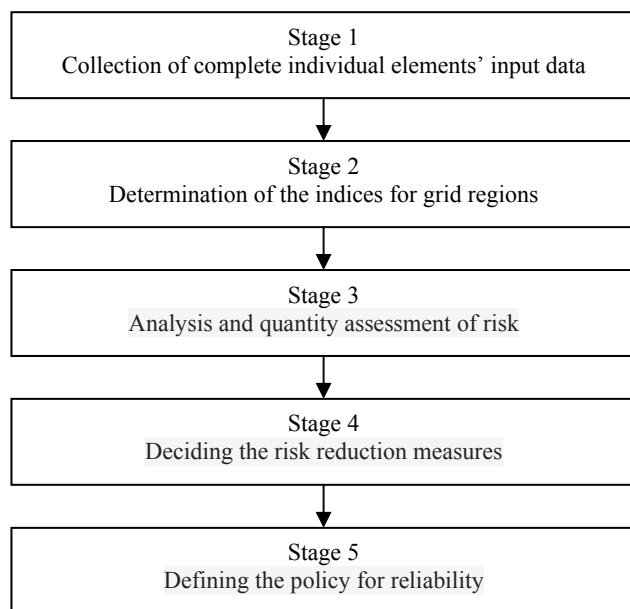 Stage 1
Collection of complete individual elements’ input data
Stage 2
Determination of the indices for grid regions
Stage 3
Analysis and quantity assessment of risk
Stage 4
Deciding the risk reduction measures
Stage 5
Defining the policy for reliability